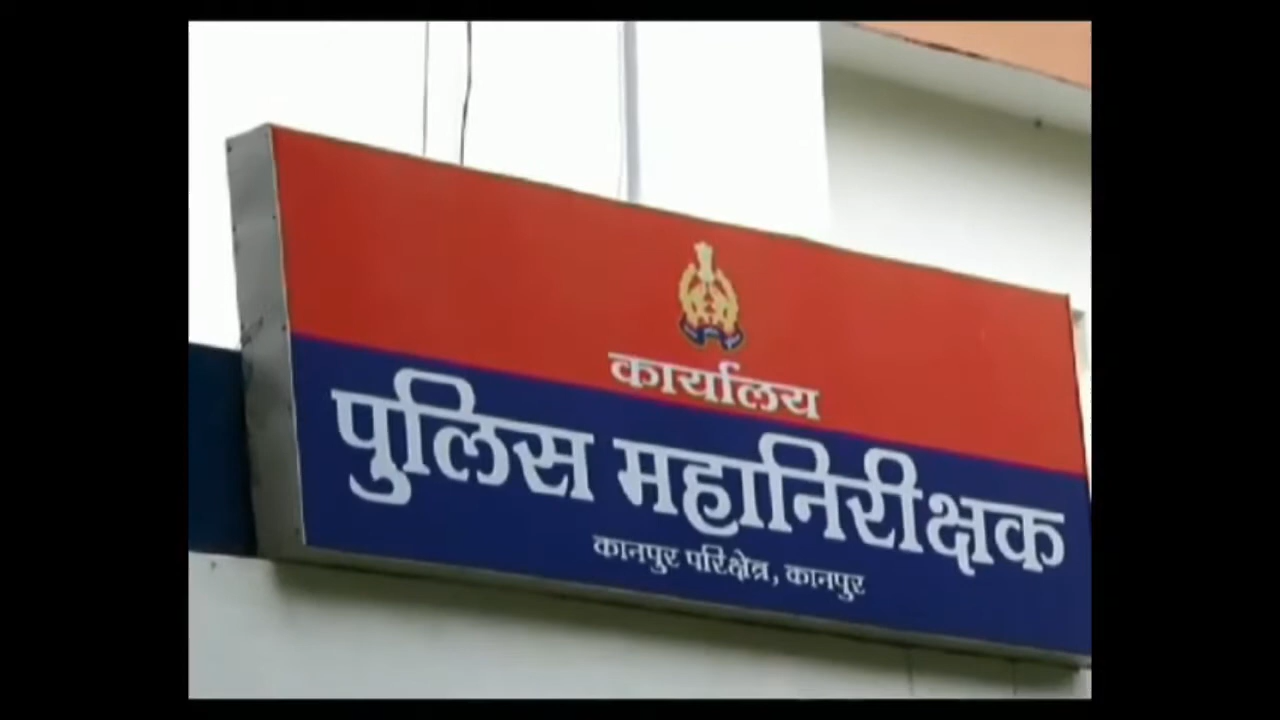 कार्यालय
पुलिस महानिरीक्षक
कानपुर परिक्षेत्र, कानपुर